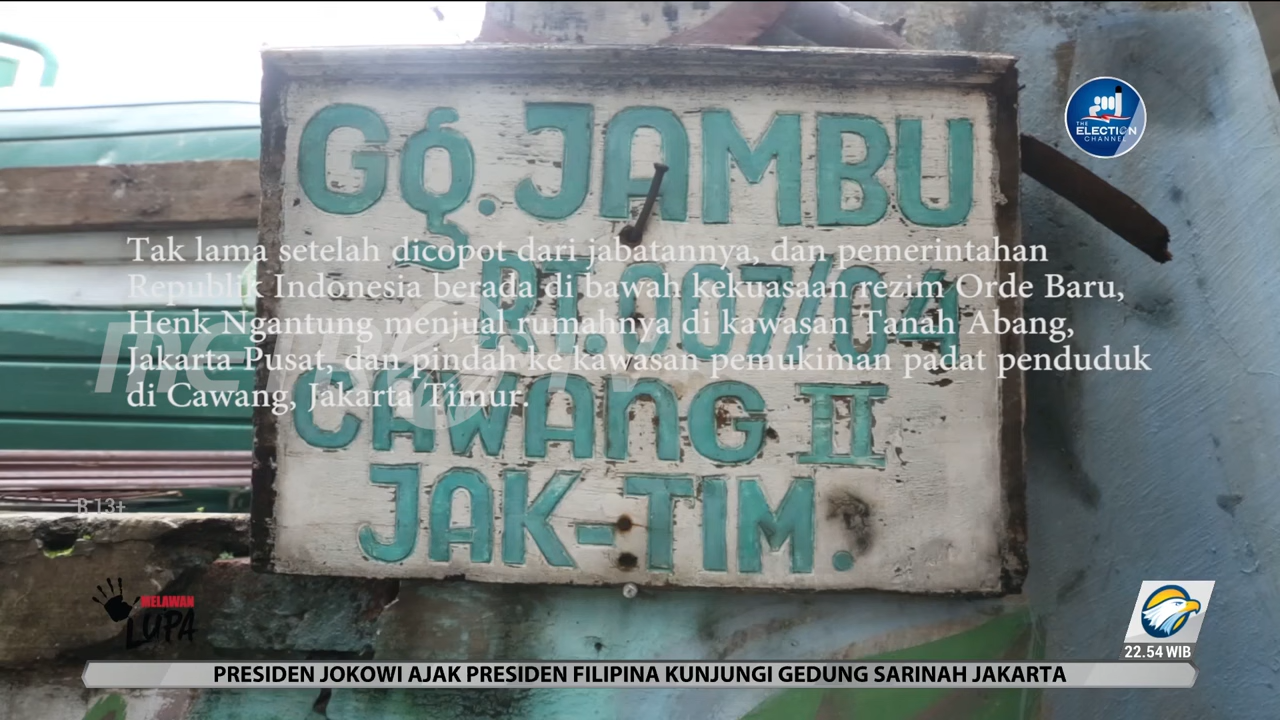 Gg. JAMBU
RT.007/04
CAWANG II
JAK-TIM.
THE
ELECTION
CHANNEL
Tak lama setelah dicopot dari jabatannya, dan pemerintahan
Republik Indonesia berada di bawah kekuasaan rezim Orde Baru,
Henk Ngantung menjual rumahnya di kawasan Tanah Abang,
Jakarta Pusat, dan pindah ke kawasan pemukiman padat penduduk
di Cawang, Jakarta Timur.
METRO TV
B 13+
MELAWAN
LUPA
22.54 WIB
PRESIDEN JOKOWI AJAK PRESIDEN FILIPINA KUNJUNGI GEDUNG SARINAH JAKARTA